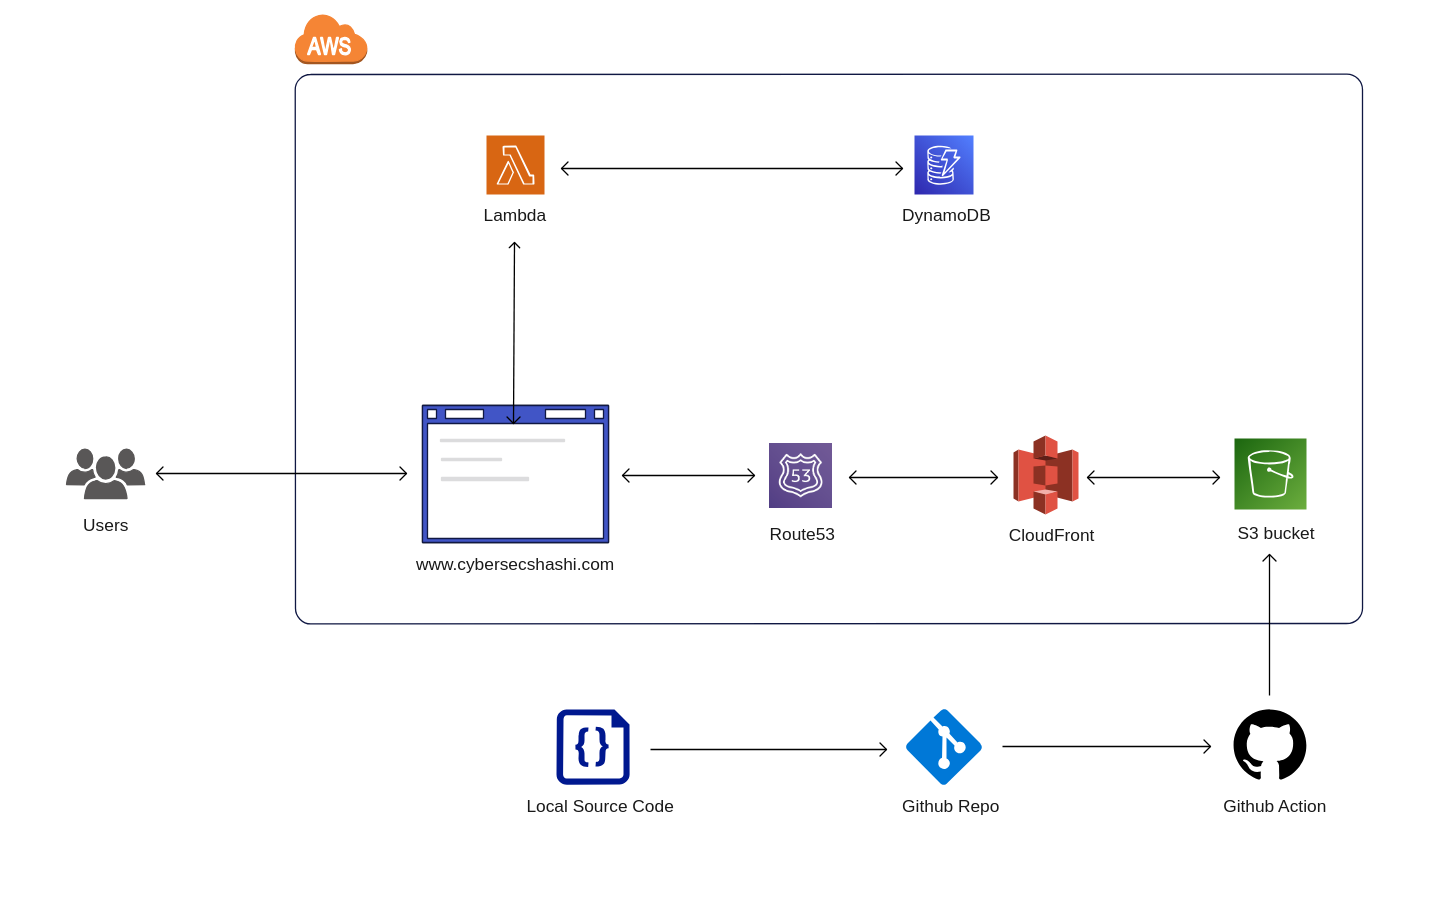 AWS
Lambda
DynamoDB
Users
www.cybersecshashi.com
53
Route53
CloudFront
S3 bucket
{}
Local Source Code
Github Repo
Github Action